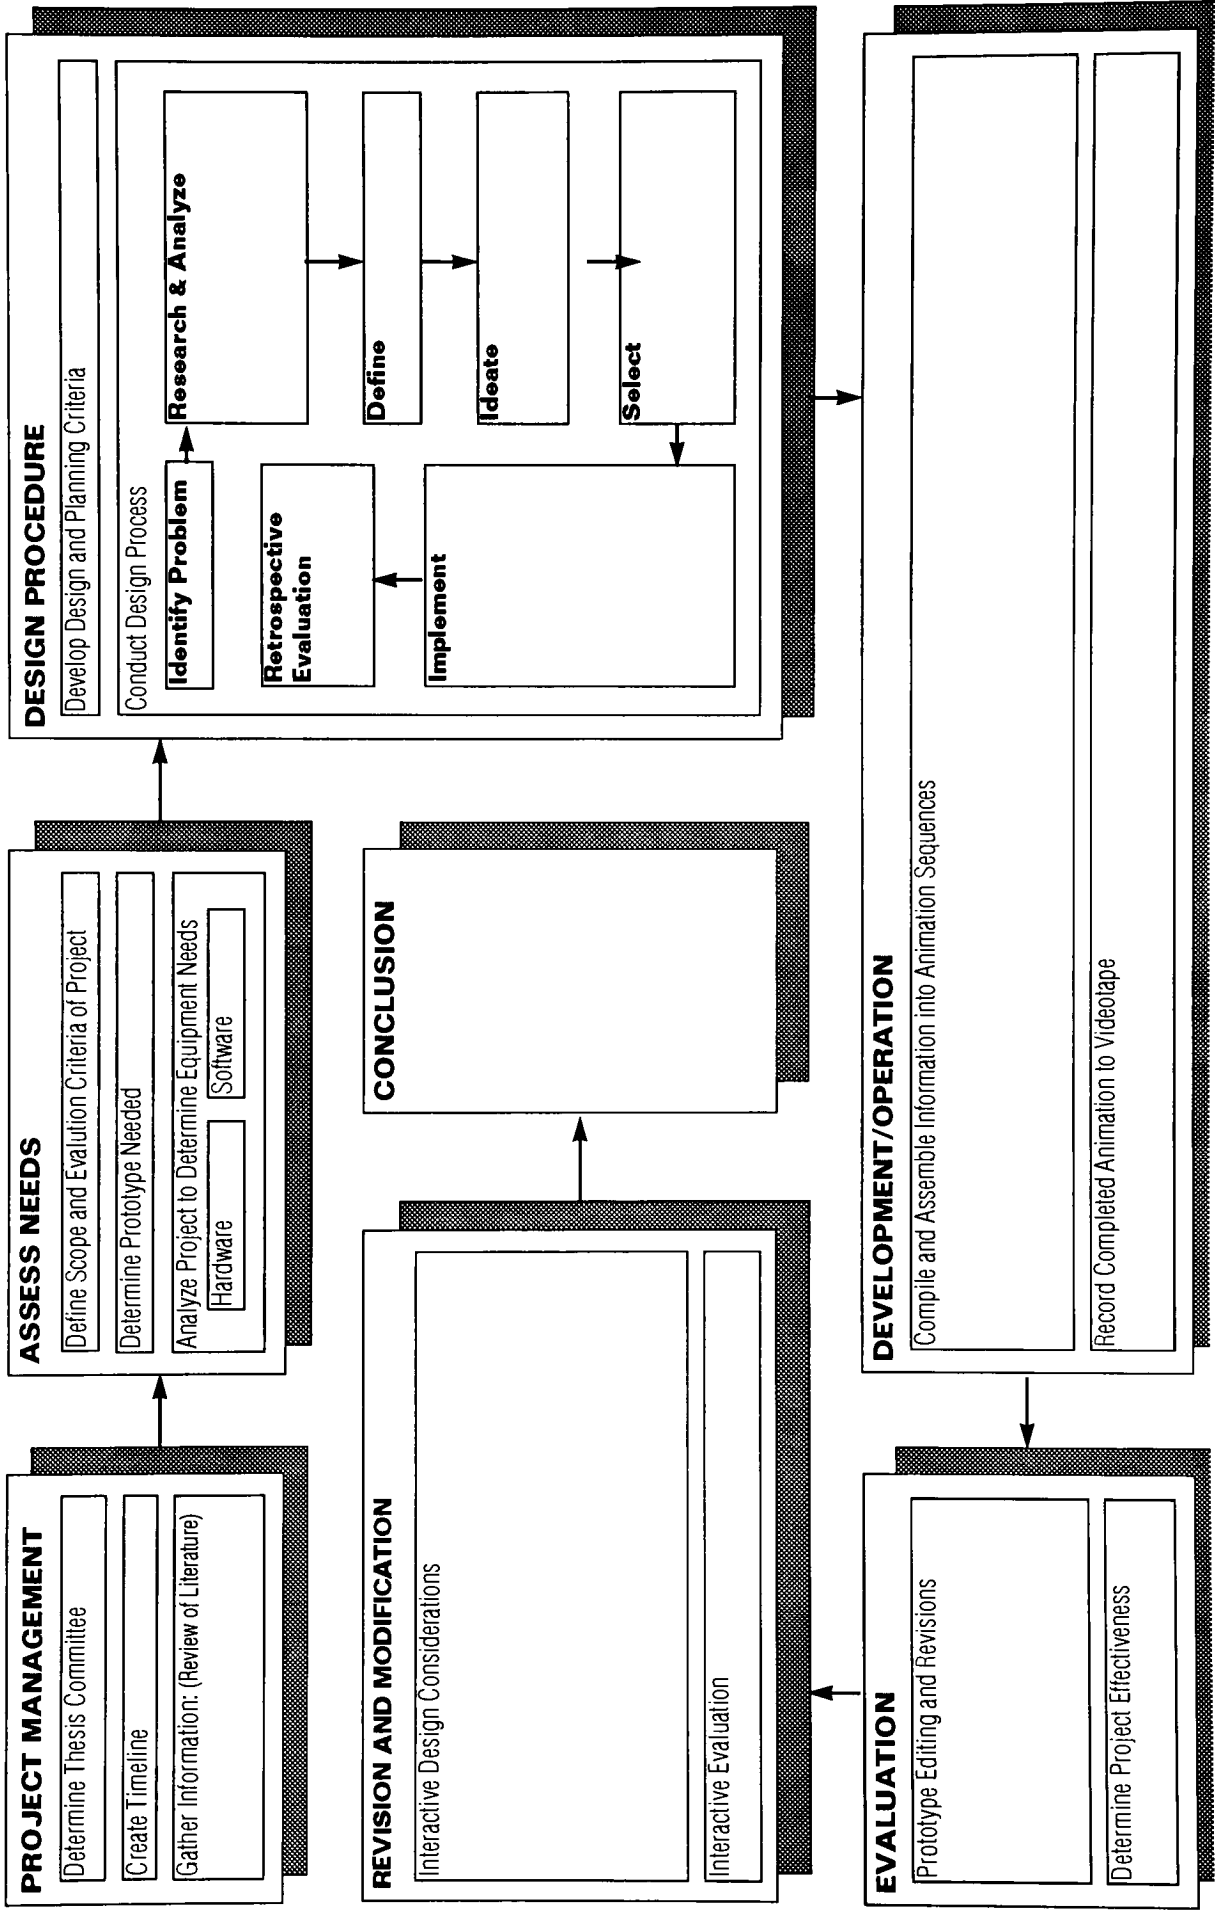 PROJECT MANAGEMENT
Determine Thesis Committee
Create Timeline
Gather Information: (Review of Literature)
ASSESS NEEDS
Define Scope and Evalution Criteria of Project
Determine Prototype Needed
Analyze Project to Determine Equipment Needs
Hardware
Software
DESIGN PROCEDURE
Develop Design and Planning Criteria
Conduct Design Process
Identify Problem
Research & Analyze
Define
Ideate
Select
Implement
Retrospective
Evaluation
DEVELOPMENT/OPERATION
Compile and Assemble Information into Animation Sequences
Record Completed Animation to Videotape
EVALUATION
Prototype Editing and Revisions
Determine Project Effectiveness
REVISION AND MODIFICATION
Interactive Design Considerations
Interactive Evaluation
CONCLUSION